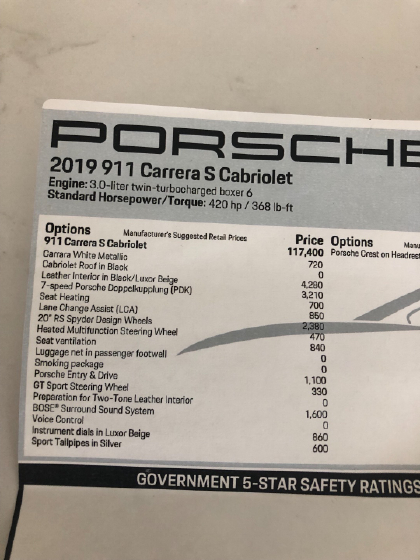 PORSCHE
2019 911 Carrera S Cabriolet
Engine: 3.0-liter twin-turbocharged boxer 6
Standard Horsepower/Torque: 420 hp / 368 lb-ft
Options Manufacturer's Suggested Retail Prices Price Options
911 Carrera S Cabriolet 117,400 Porsche Crest on Headrest
Carrara White Metallic 720
Cabriolet Roof in Black 0
Leather Interior in Black/Luxor Beige 4,280
7-speed Porsche Doppelkupplung (PDK) 3,210
Seat Heating 700
Lane Change Assist (LCA) 850
20" RS Spyder Design Wheels 2,380
Heated Multifunction Steering Wheel 470
Seat ventilation 840
Luggage net in passenger footwell 0
Smoking package 0
Porsche Entry & Drive 1,100
GT Sport Steering Wheel 330
Preparation for Two-Tone Leather Interior 0
BOSE® Surround Sound System 1,600
Voice Control 0
Instrument dials in Luxor Beige 860
Sport Tailpipes in Silver 600
GOVERNMENT 5-STAR SAFETY RATINGS